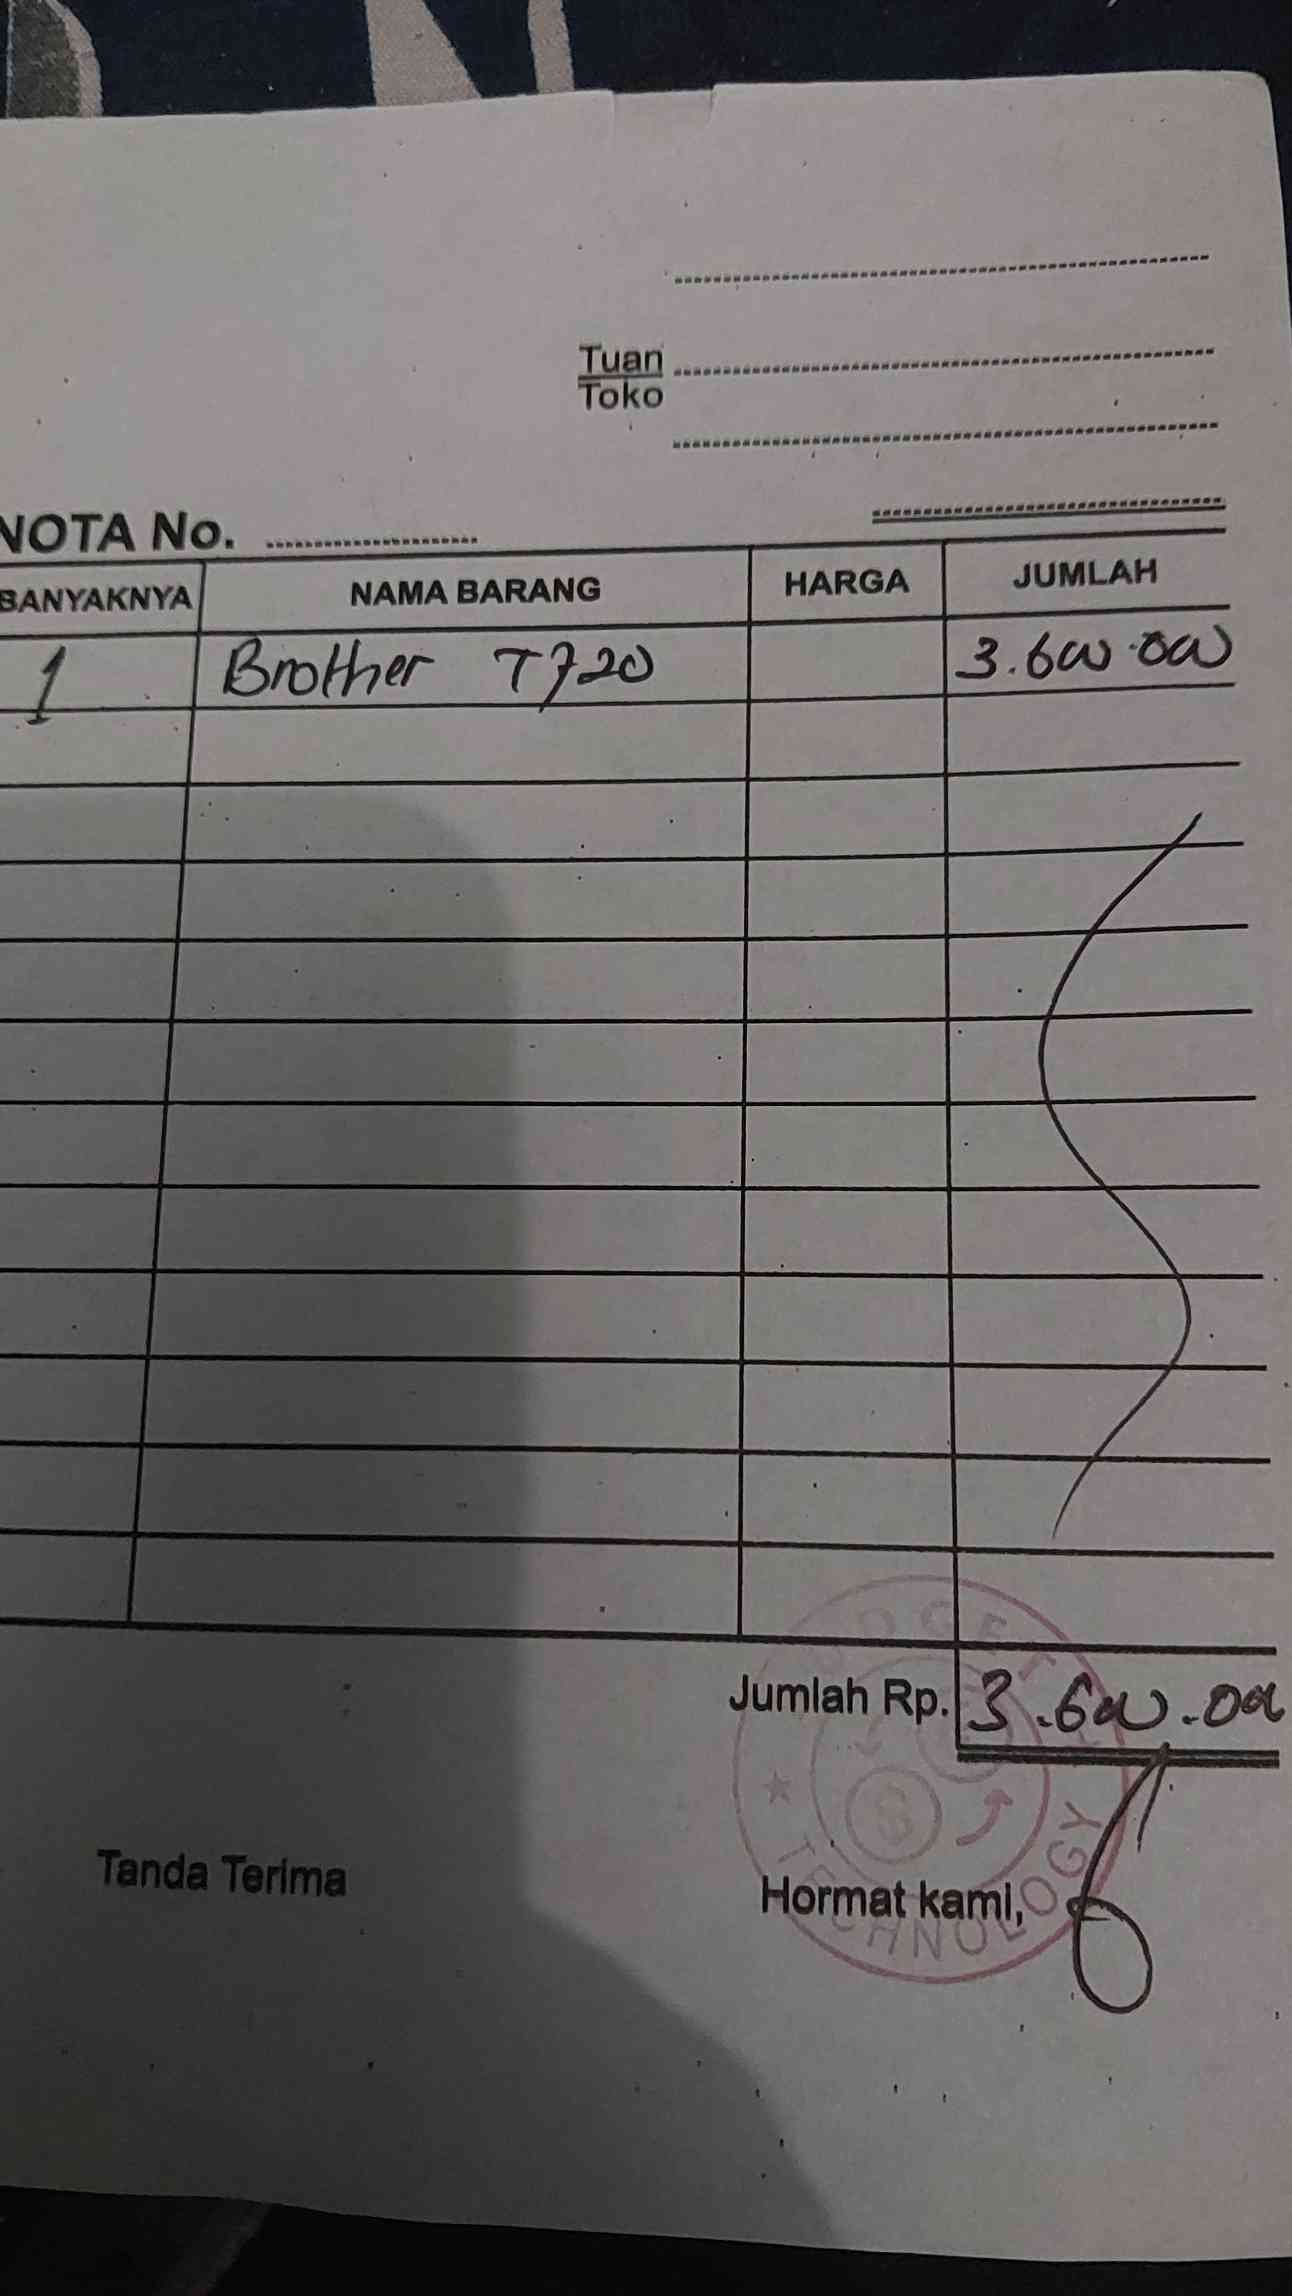 Tuan
Toko
NOTA No.
BANYAKNYA NAMA BARANG HARGA JUMLAH
1 Brother T720 3.600.000
Jumlah Rp. 3.600.000
Tanda Terima Hormat kami,
TECHNOLOGY